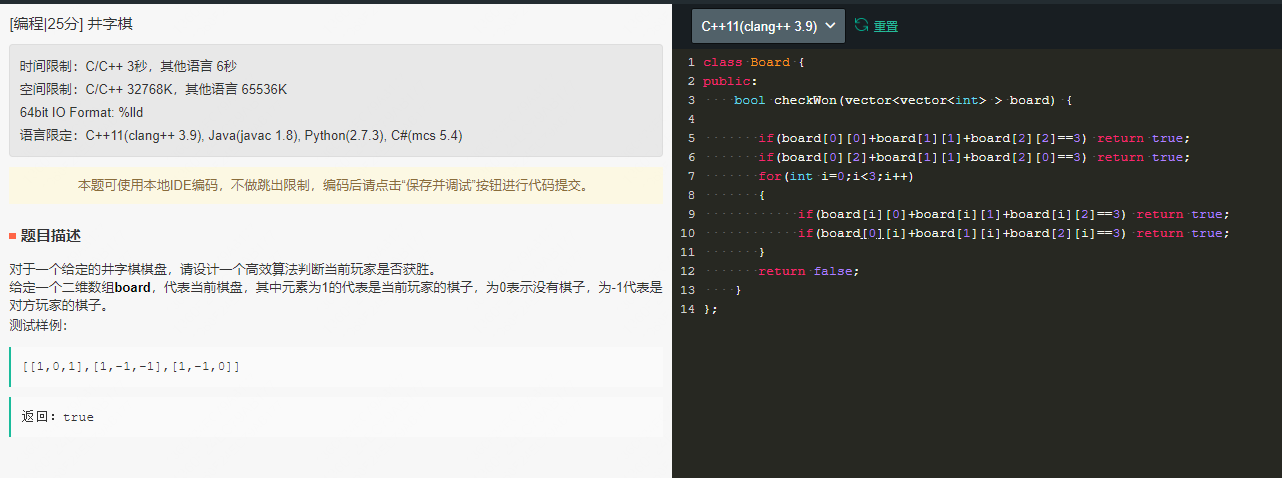 [编程|25分] 井字棋
时间限制：C/C++ 3秒，其他语言 6秒
空间限制：C/C++ 32768K，其他语言 65536K
64bit IO Format: %lld
语言限定：C++11(clang++ 3.9), Java(javac 1.8), Python(2.7.3), C#(mcs 5.4)
本题可使用本地IDE编码，不做跳出限制，编码后请点击“保存并调试”按钮进行代码提交。
题目描述
对于一个给定的井字棋棋盘，请设计一个高效算法判断当前玩家是否获胜。
给定一个二维数组board，代表当前棋盘，其中元素为1的代表是当前玩家的棋子，为0表示没有棋子，为-1代表是
对方玩家的棋子。
测试样例：
[[1,0,1],[1,-1,-1],[1,-1,0]]
返回：true
C++11(clang++ 3.9)
重置
1 class Board {
2 public:
3     bool checkWon(vector<vector<int> > board) {
4
5         if(board[0][0]+board[1][1]+board[2][2]==3) return true;
6         if(board[0][2]+board[1][1]+board[2][0]==3) return true;
7         for(int i=0;i<3;i++)
8         {
9             if(board[i][0]+board[i][1]+board[i][2]==3) return true;
10             if(board[0][i]+board[1][i]+board[2][i]==3) return true;
11         }
12         return false;
13     }
14 };